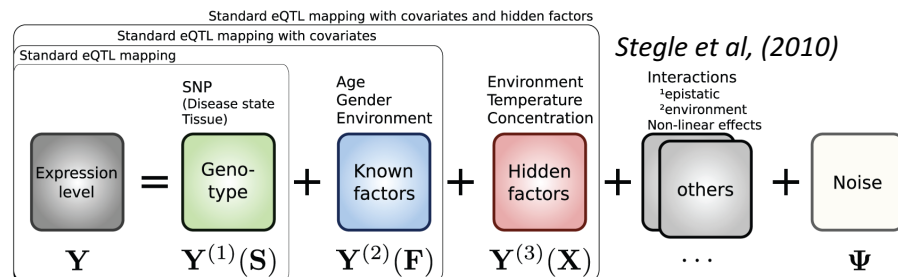 Standard eQTL mapping with covariates and hidden factors
Standard eQTL mapping with covariates
Standard eQTL mapping
Stegle et al, (2010)
SNP
(Disease state
Tissue)
Age
Gender
Environment
Environment
Temperature
Concentration
Interactions
¹epistatic
²environment
Non-linear effects
Expression
level
=
Geno-
type
+
Known
factors
+
Hidden
factors
+
others
+
Noise
Y
Y⁽¹⁾(S)
Y⁽²⁾(F)
Y⁽³⁾(X)
...
Ψ